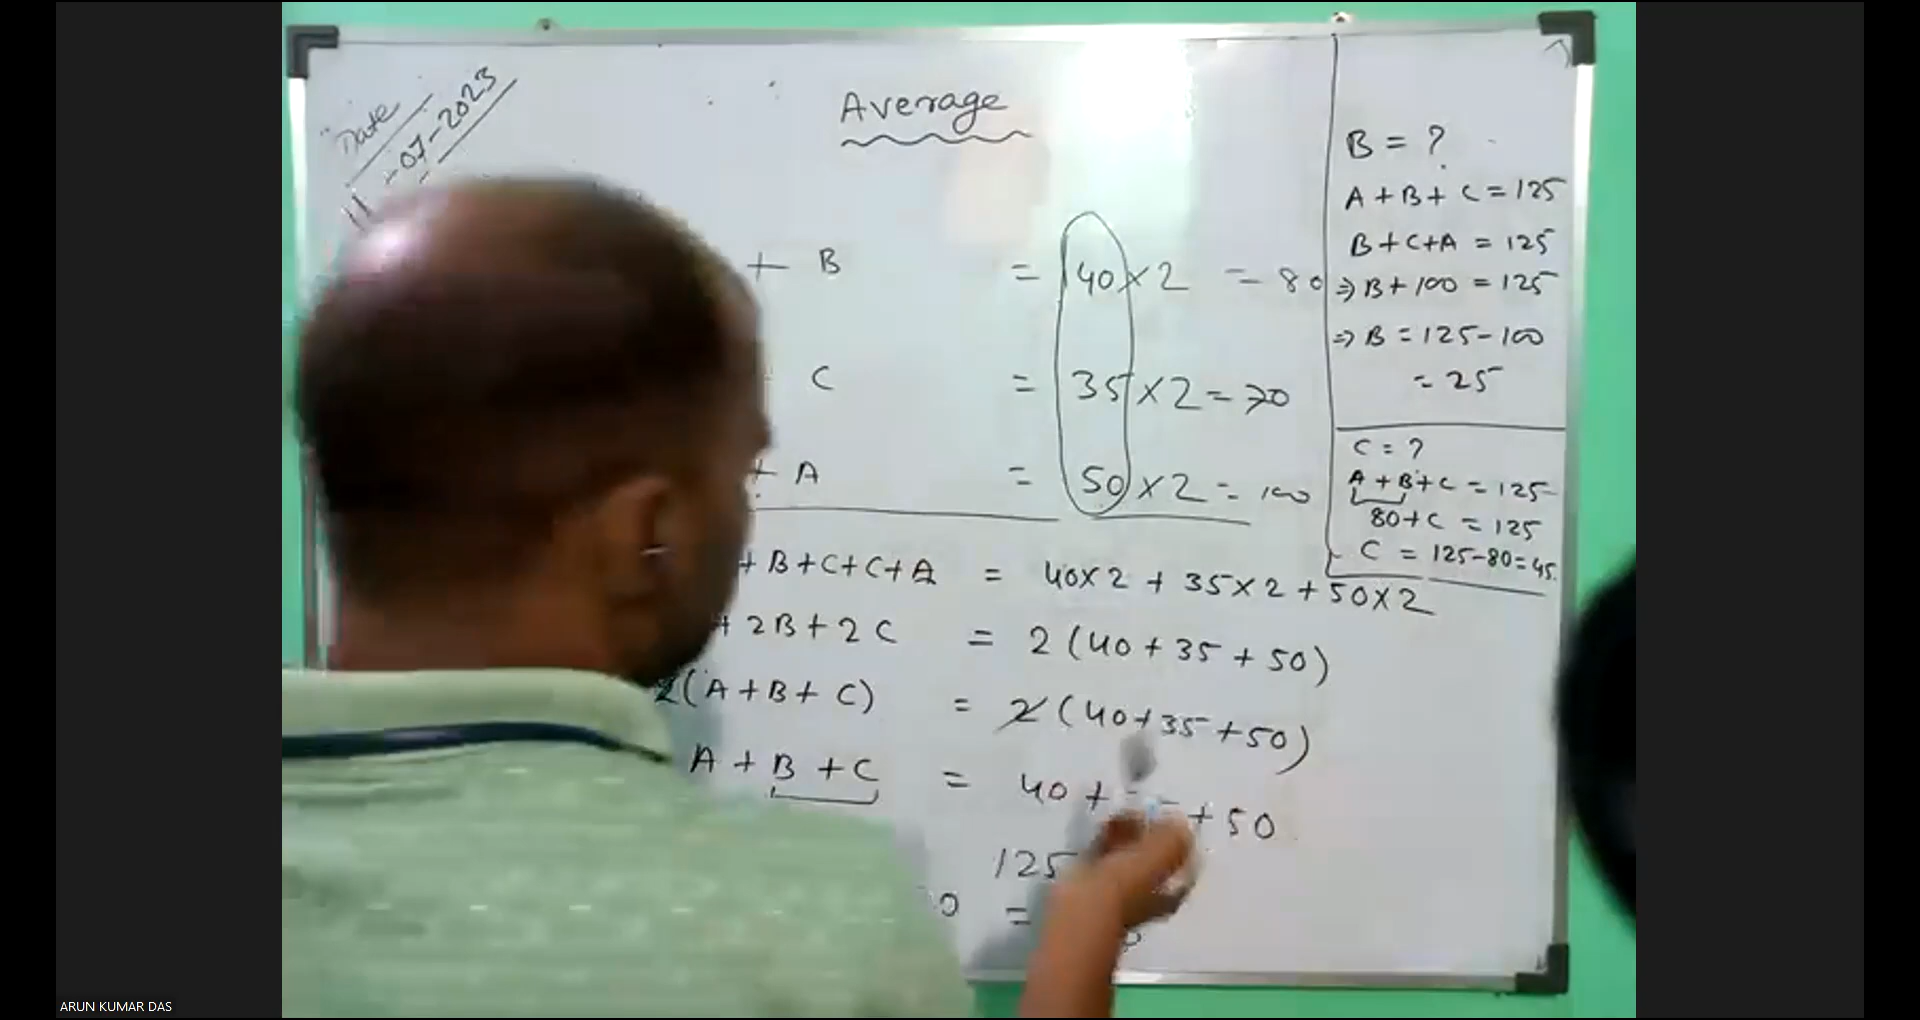 Date
11-07-2023
Average
+ B = 40 × 2 = 80
C = 35 × 2 = 70
+ A = 50 × 2 = 100
+ B + C + C + A = 40×2 + 35×2 + 50×2
+ 2B + 2C = 2(40 + 35 + 50)
2(A + B + C) = 2(40 + 35 + 50)
A + B + C = 40 + + 50
125
0 =
B = ?
A + B + C = 125
B + C + A = 125
⇒ B + 100 = 125
⇒ B = 125 - 100
= 25
C = ?
A + B + C = 125
80 + C = 125
C = 125 - 80 = 45.
ARUN KUMAR DAS